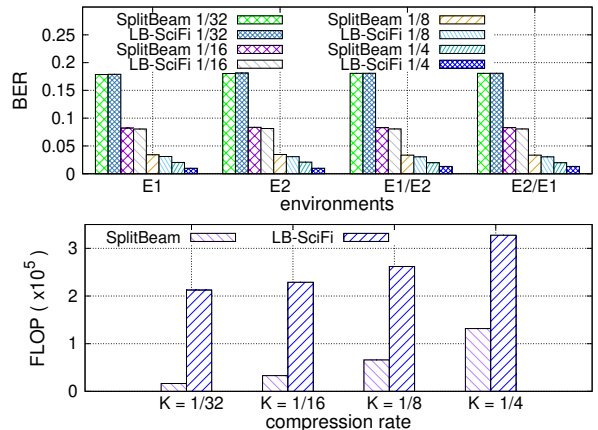 SplitBeam 1/32 SplitBeam 1/8
LB-SciFi 1/32 LB-SciFi 1/8
SplitBeam 1/16 SplitBeam 1/4
LB-SciFi 1/16 LB-SciFi 1/4
BER
0.25
0.2
0.15
0.1
0.05
0
E1 E2 E1/E2 E2/E1
environments
SplitBeam LB-SciFi
FLOP ( x10^5 )
3
2
1
0
K = 1/32 K = 1/16 K = 1/8 K = 1/4
compression rate